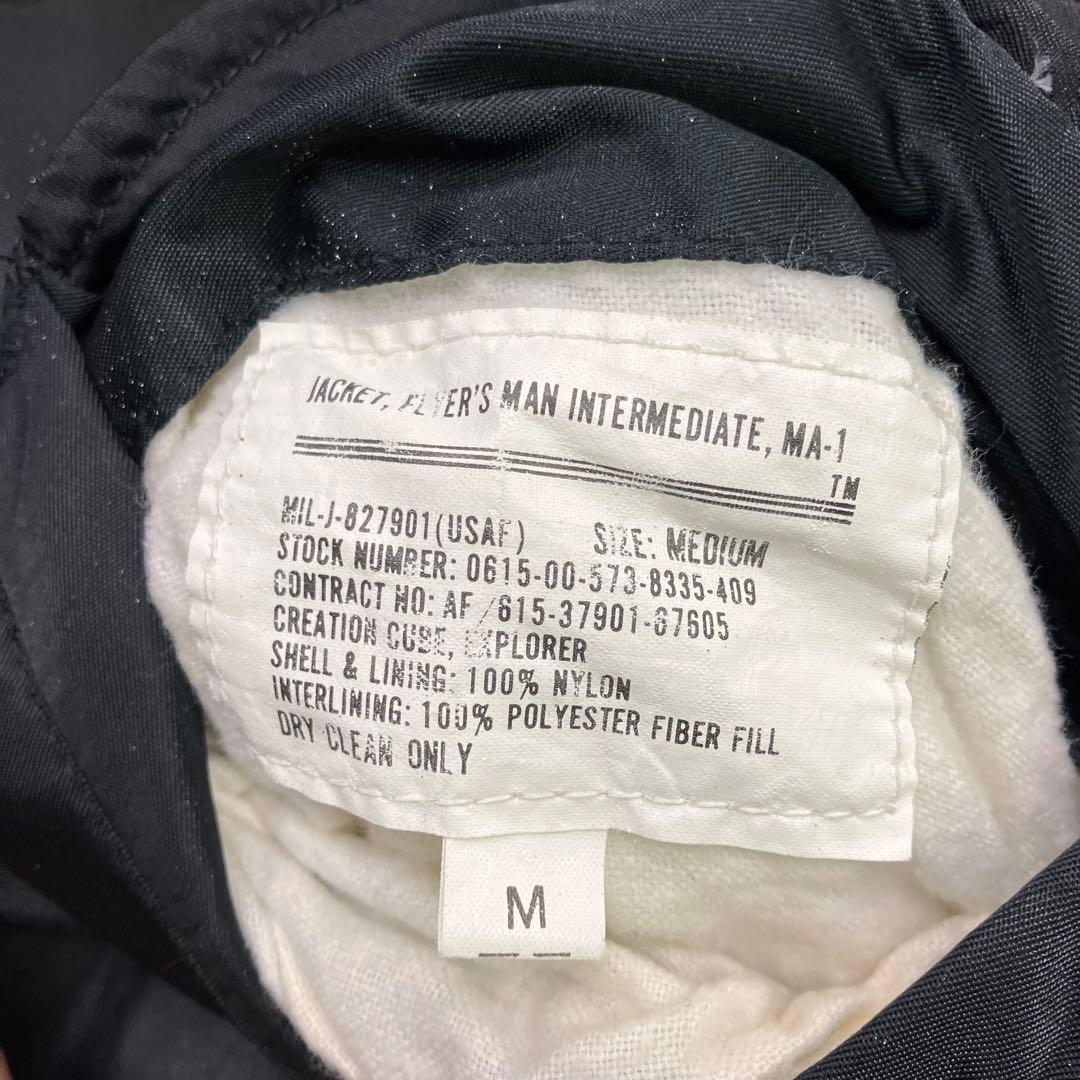 JACKET, FLYER'S MAN INTERMEDIATE, MA-1
TM
MIL-J-827901(USAF) SIZE: MEDIUM
STOCK NUMBER: 0615-00-573-8335-409
CONTRACT NO: AF/615-37901-67605
CREATION CUBE, EXPLORER
SHELL & LINING: 100% NYLON
INTERLINING: 100% POLYESTER FIBER FILL
DRY CLEAN ONLY
M